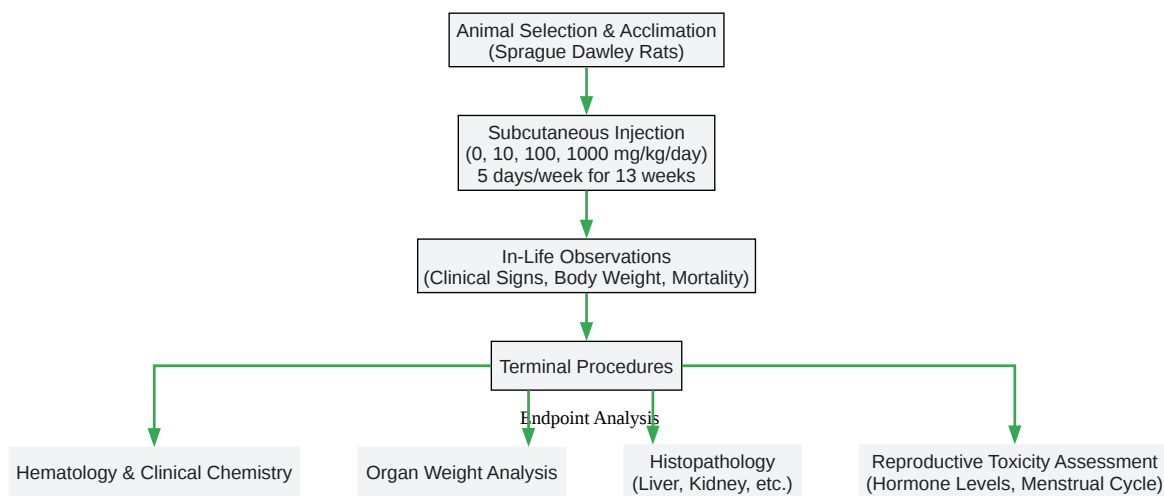 Animal Selection & Acclimation
(Sprague Dawley Rats)
Subcutaneous Injection
(0, 10, 100, 1000 mg/kg/day)
5 days/week for 13 weeks
In-Life Observations
(Clinical Signs, Body Weight, Mortality)
Terminal Procedures
Endpoint Analysis
Hematology & Clinical Chemistry
Organ Weight Analysis
Histopathology
(Liver, Kidney, etc.)
Reproductive Toxicity Assessment
(Hormone Levels, Menstrual Cycle)